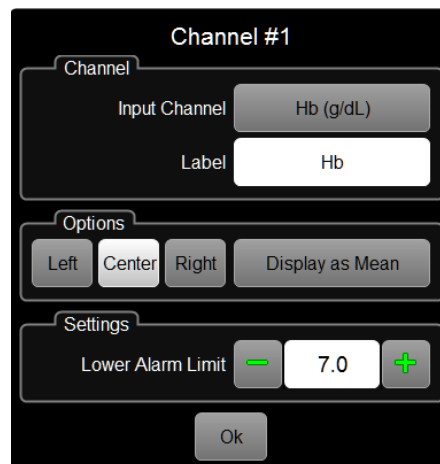 Channel #1
Channel
Input Channel Hb (g/dL)
Label Hb
Options
Left Center Right Display as Mean
Settings
Lower Alarm Limit − 7.0 +
Ok